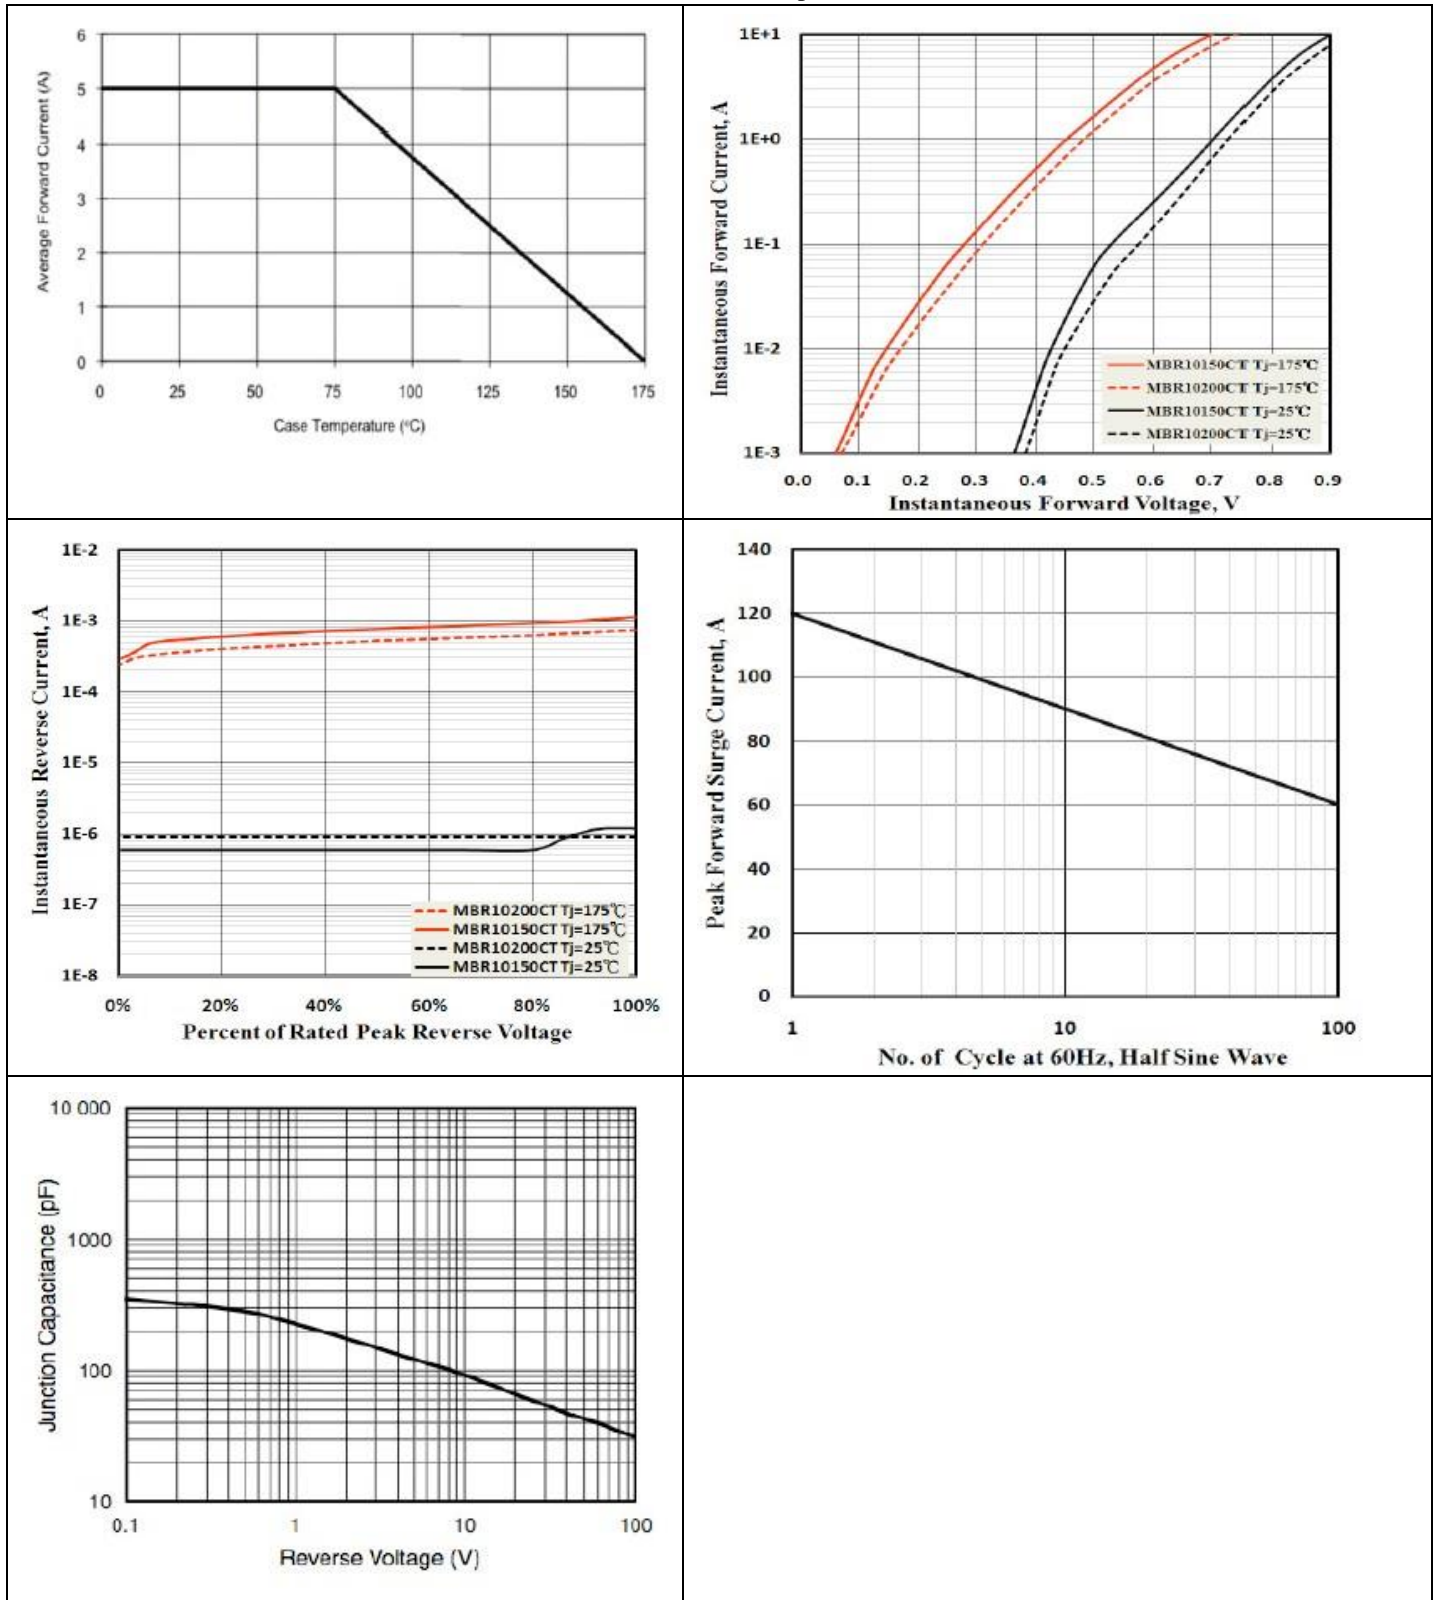 6
5
4
3
2
1
0
Average Forward Current (A)
0 25 50 75 100 125 150 175
Case Temperature (°C)
1E+1
1E+0
1E-1
1E-2
1E-3
Instantaneous Forward Current, A
MBR10150CT Tj=175℃
MBR10200CT Tj=175℃
MBR10150CT Tj=25℃
MBR10200CT Tj=25℃
0.0 0.1 0.2 0.3 0.4 0.5 0.6 0.7 0.8 0.9
Instantaneous Forward Voltage, V
1E-2
1E-3
1E-4
1E-5
1E-6
1E-7
1E-8
Instantaneous Reverse Current, A
MBR10200CT Tj=175℃
MBR10150CT Tj=175℃
MBR10200CT Tj=25℃
MBR10150CT Tj=25℃
0% 20% 40% 60% 80% 100%
Percent of Rated Peak Reverse Voltage
140
120
100
80
60
40
20
0
Peak Forward Surge Current, A
1 10 100
No. of Cycle at 60Hz, Half Sine Wave
10 000
1000
100
10
Junction Capacitance (pF)
0.1 1 10 100
Reverse Voltage (V)